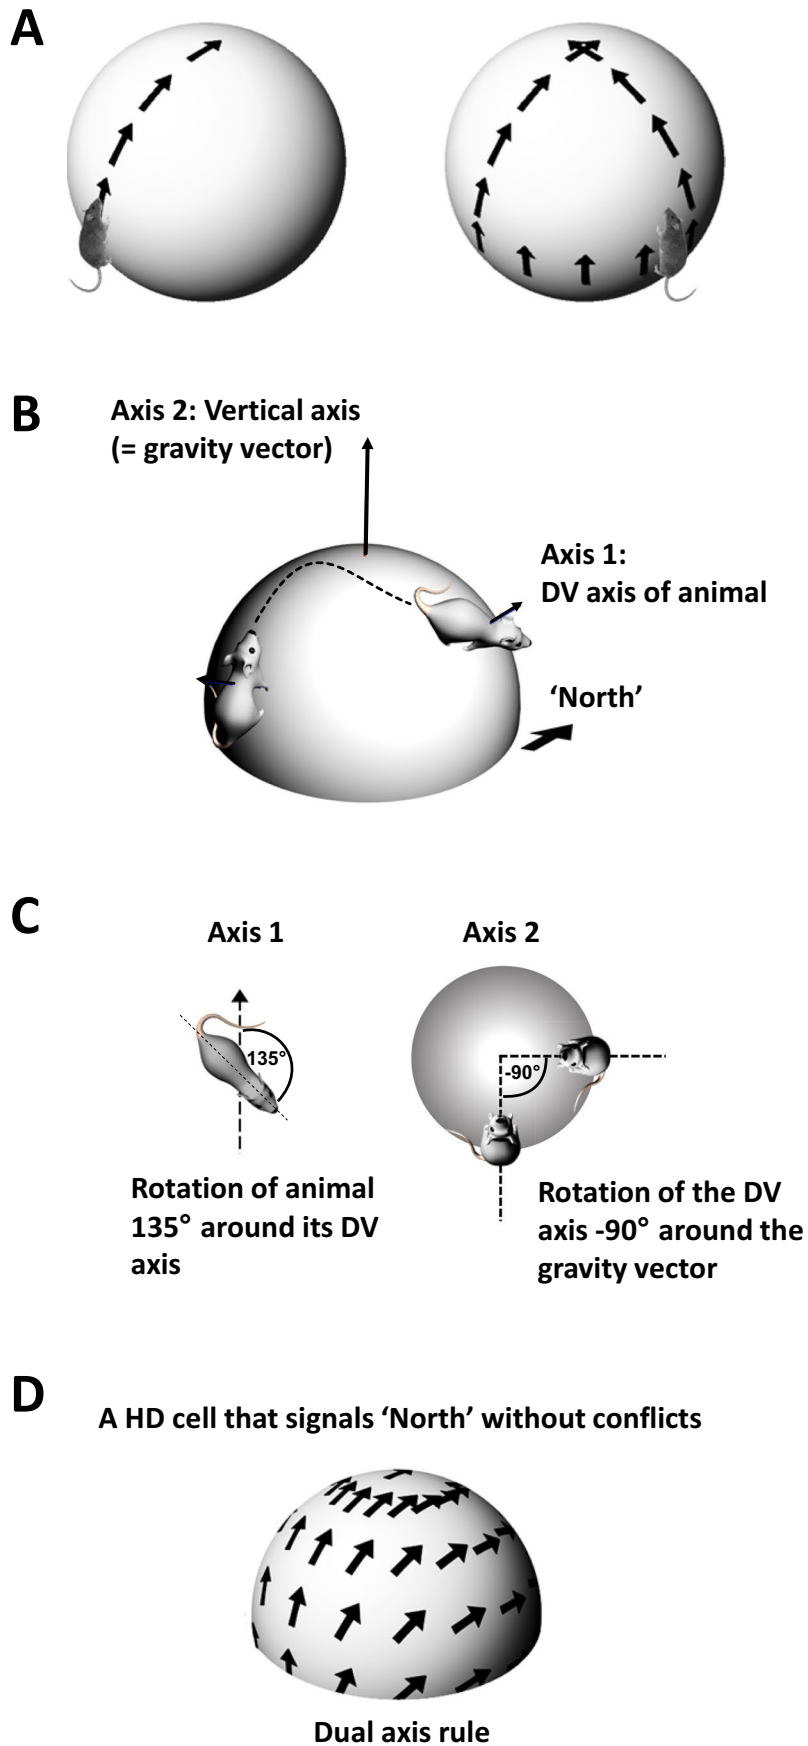 A
B
Axis 2: Vertical axis
(= gravity vector)
Axis 1:
DV axis of animal
‘North’
C
Axis 1
Axis 2
135°
-90°
Rotation of animal
135° around its DV
axis
Rotation of the DV
axis -90° around the
gravity vector
D
A HD cell that signals ‘North’ without conflicts
Dual axis rule